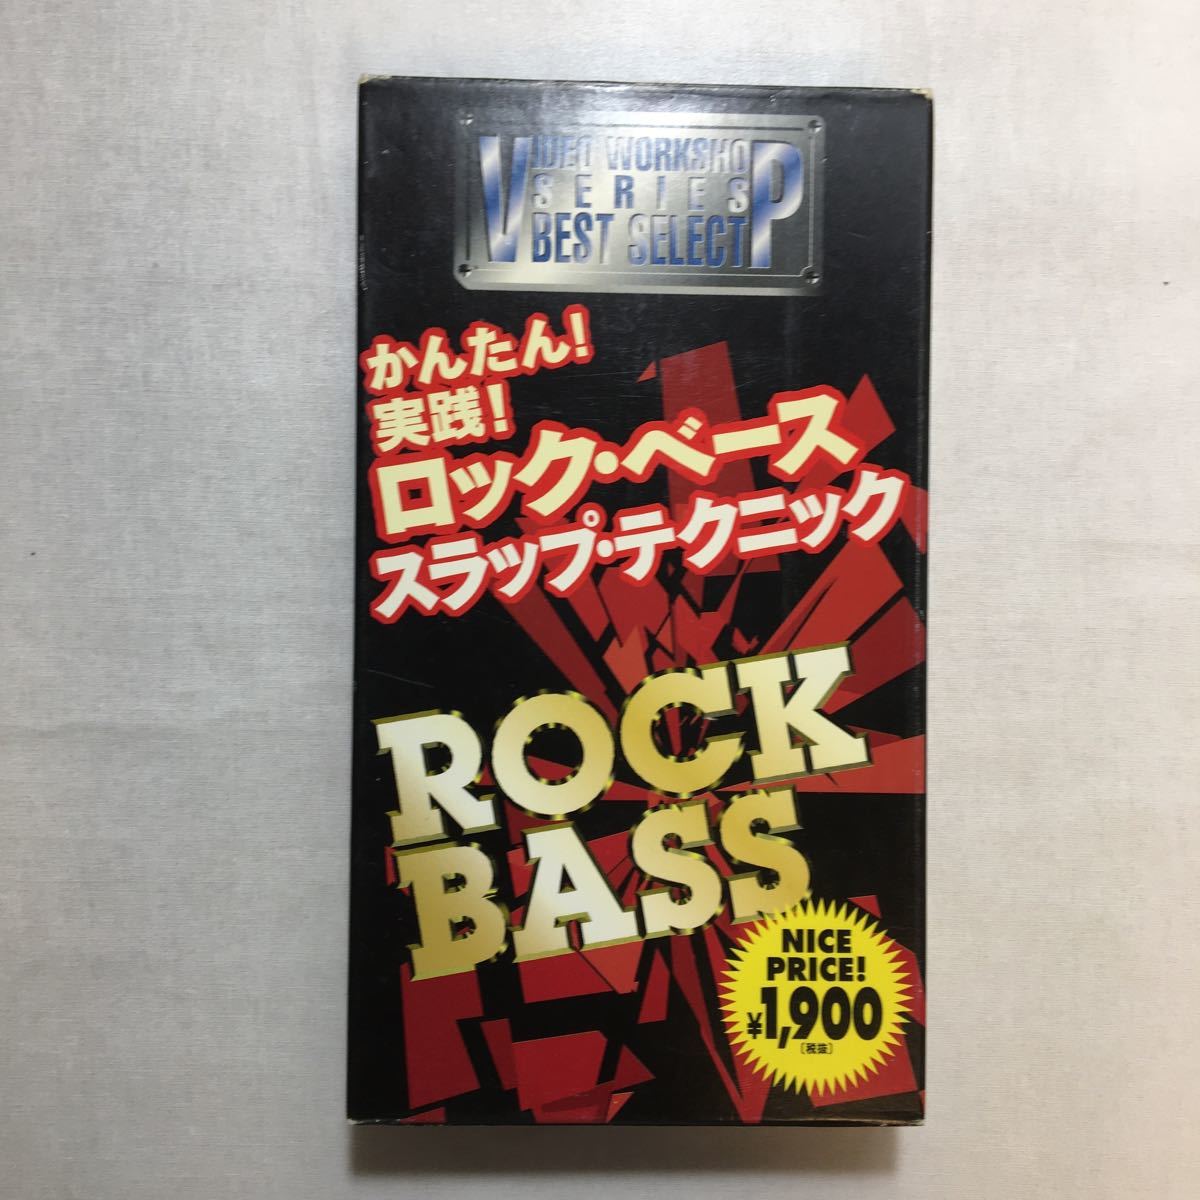 VIDEO WORKSHOP
SERIES
BEST SELECT
かんたん!
実践!
ロック・ベース
スラップ・テクニック
ROCK
BASS
NICE
PRICE!
¥1,900
〔税抜〕